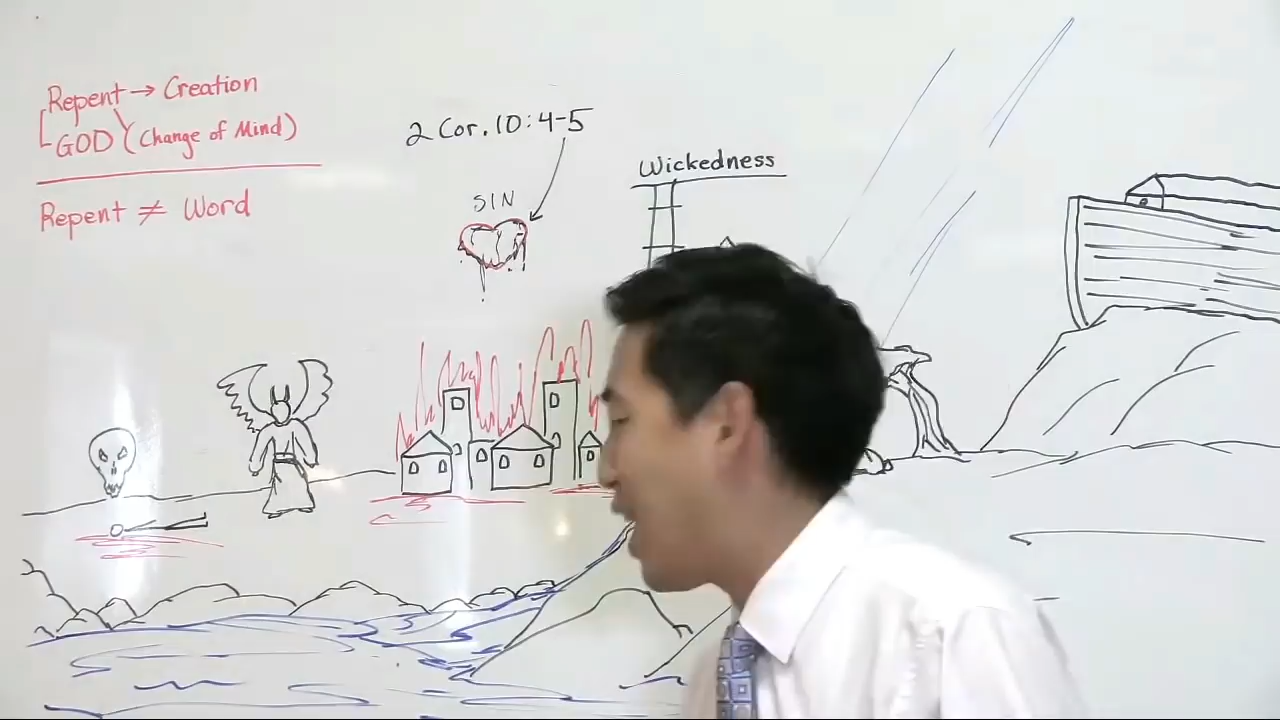 Repent → Creation
GOD (Change of Mind)
Repent ≠ Word
2 Cor. 10:4-5
SIN
Wickedness